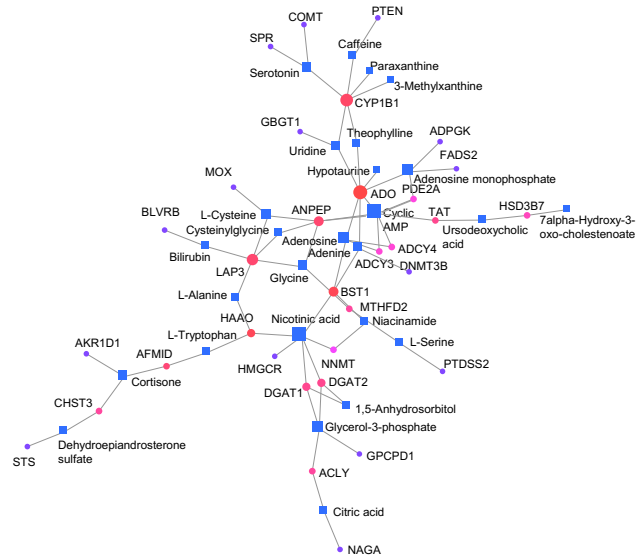 PTEN
COMT
SPR
Caffeine
Paraxanthine
Serotonin
3-Methylxanthine
CYP1B1
GBGT1
Theophylline
ADPGK
Uridine
FADS2
Hypotaurine
Adenosine monophosphate
MOX
ADO
PDE2A
HSD3B7
ANPEP
L-Cysteine
Cyclic
AMP
TAT
BLVRB
Cysteinylglycine
Ursodeoxycholic
acid
7alpha-Hydroxy-3-
oxo-cholestenoate
Adenosine
Adenine
ADCY4
Bilirubin
LAP3
Glycine
ADCY3
DNMT3B
L-Alanine
BST1
MTHFD2
HAAO
Nicotinic acid
Niacinamide
L-Tryptophan
AKR1D1
L-Serine
AFMID
HMGCR
NNMT
PTDSS2
Cortisone
DGAT1
DGAT2
CHST3
1,5-Anhydrosorbitol
Glycerol-3-phosphate
Dehydroepiandrosterone
sulfate
STS
GPCPD1
ACLY
Citric acid
NAGA